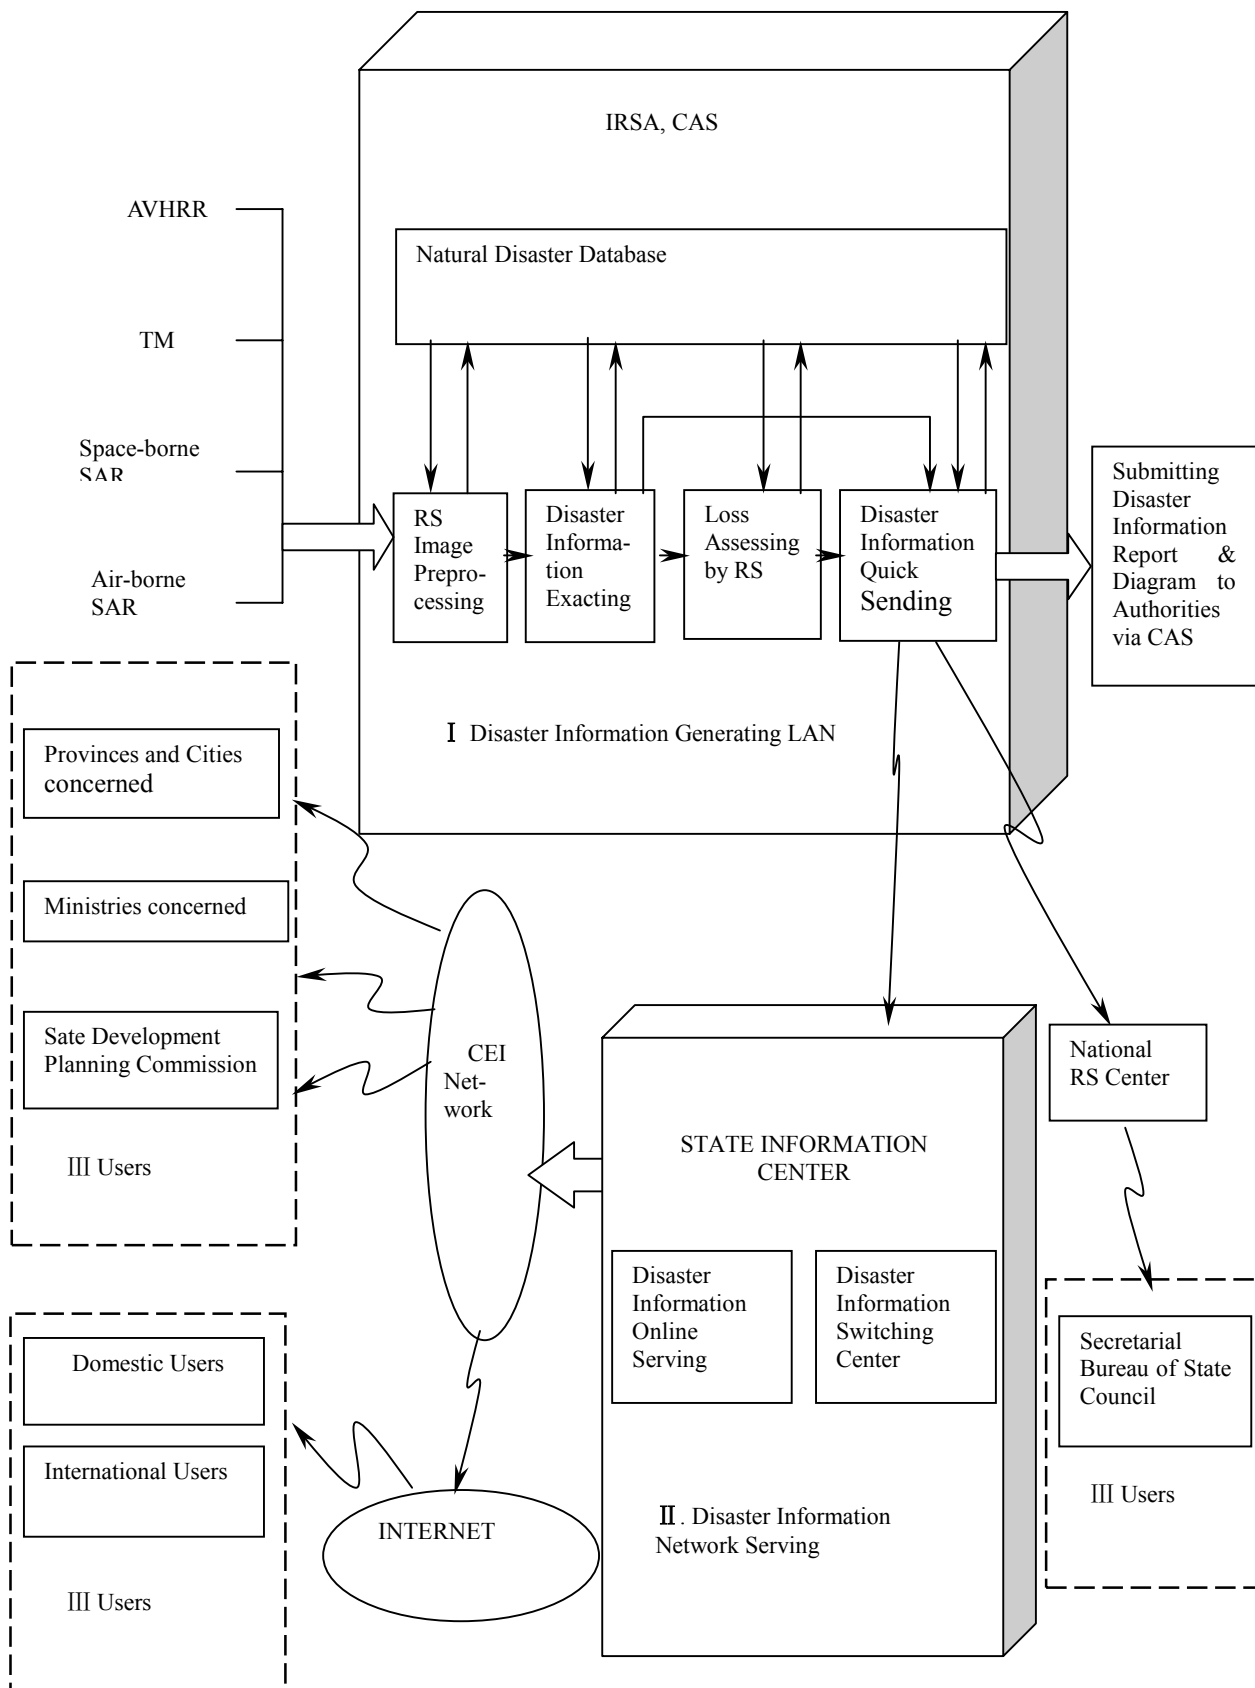 IRSA, CAS
AVHRR
TM
Space-borne
SAR
Air-borne
SAR
Natural Disaster Database
RS
Image
Prepro-
cessing
Disaster
Informa-
tion
Exacting
Loss
Assessing
by RS
Disaster
Information
Quick
Sending
Submitting
Disaster
Information
Report &
Diagram to
Authorities
via CAS
Ⅰ Disaster Information Generating LAN
Provinces and Cities
concerned
Ministries concerned
Sate Development
Planning Commission
Ⅲ Users
CEI
Net-
work
STATE INFORMATION
CENTER
Disaster
Information
Online
Serving
Disaster
Information
Switching
Center
Ⅱ. Disaster Information
Network Serving
National
RS Center
Secretarial
Bureau of State
Council
Ⅲ Users
Domestic Users
International Users
Ⅲ Users
INTERNET